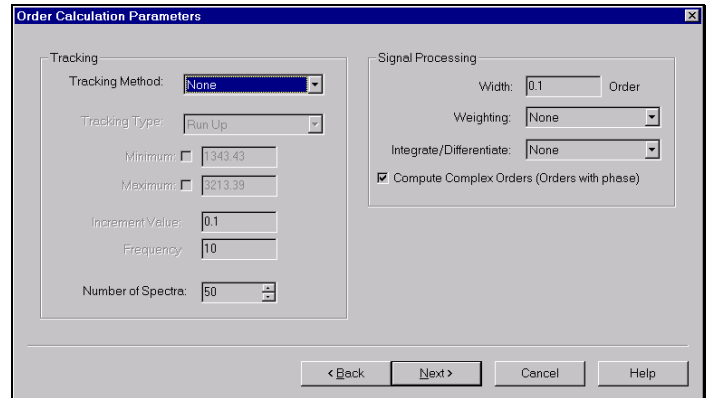 Order Calculation Parameters
Tracking
Tracking Method: None
Tracking Type: Run Up
Minimum: 1343.43
Maximum: 3213.39
Increment Value: 0.1
Frequency 10
Number of Spectra: 50
Signal Processing
Width: 0.1 Order
Weighting: None
Integrate/Differentiate: None
Compute Complex Orders (Orders with phase)
< Back
Next >
Cancel
Help